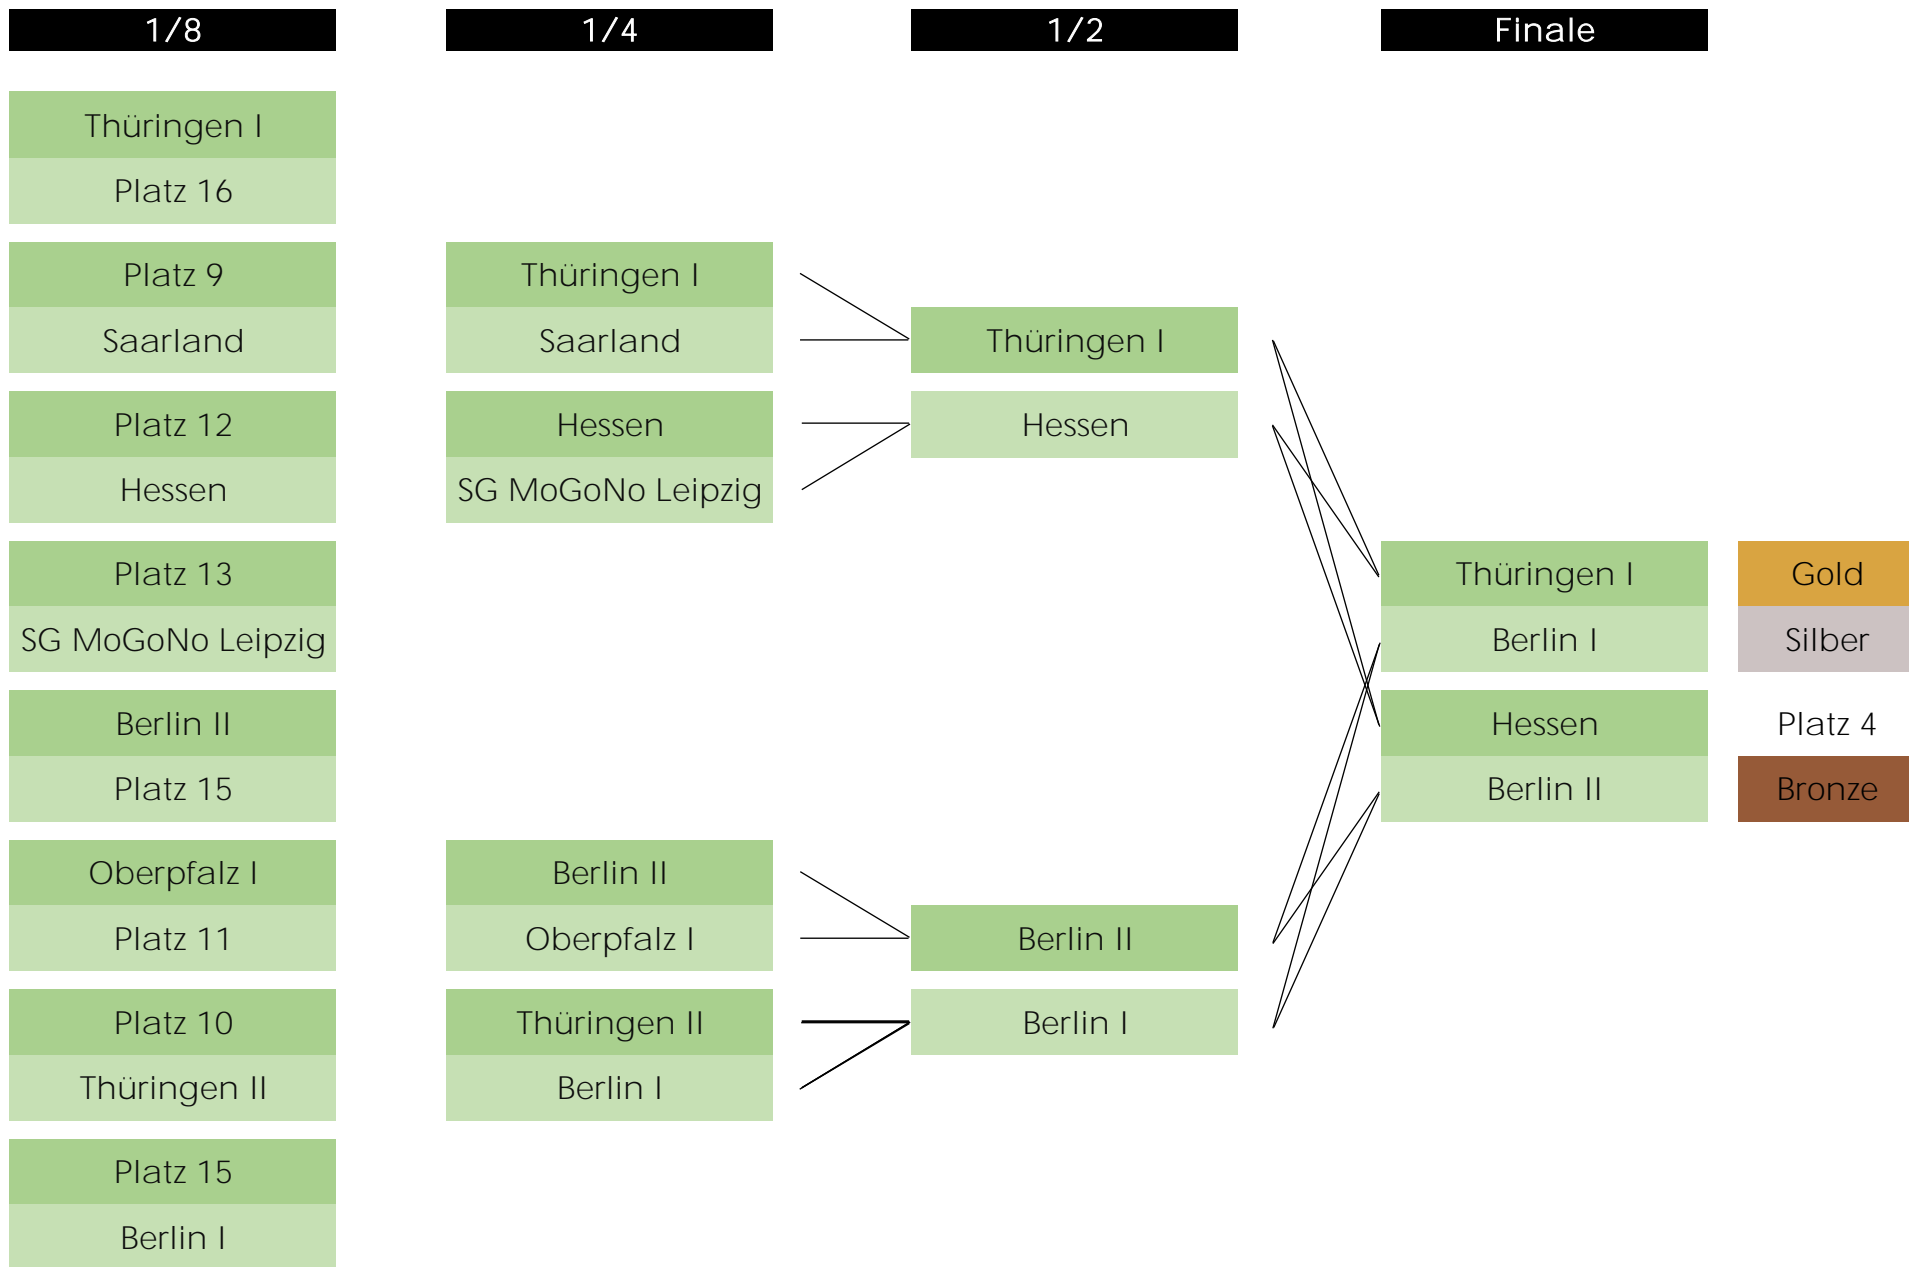 1/8
1/4
1/2
Finale
Thüringen I
Platz 16
Platz 9
Saarland
Platz 12
Hessen
Platz 13
SG MoGoNo Leipzig
Berlin II
Platz 15
Oberpfalz I
Platz 11
Platz 10
Thüringen II
Platz 15
Berlin I
Thüringen I
Saarland
Hessen
SG MoGoNo Leipzig
Berlin II
Oberpfalz I
Thüringen II
Berlin I
Thüringen I
Hessen
Berlin II
Berlin I
Thüringen I
Gold
Berlin I
Silber
Hessen
Platz 4
Berlin II
Bronze